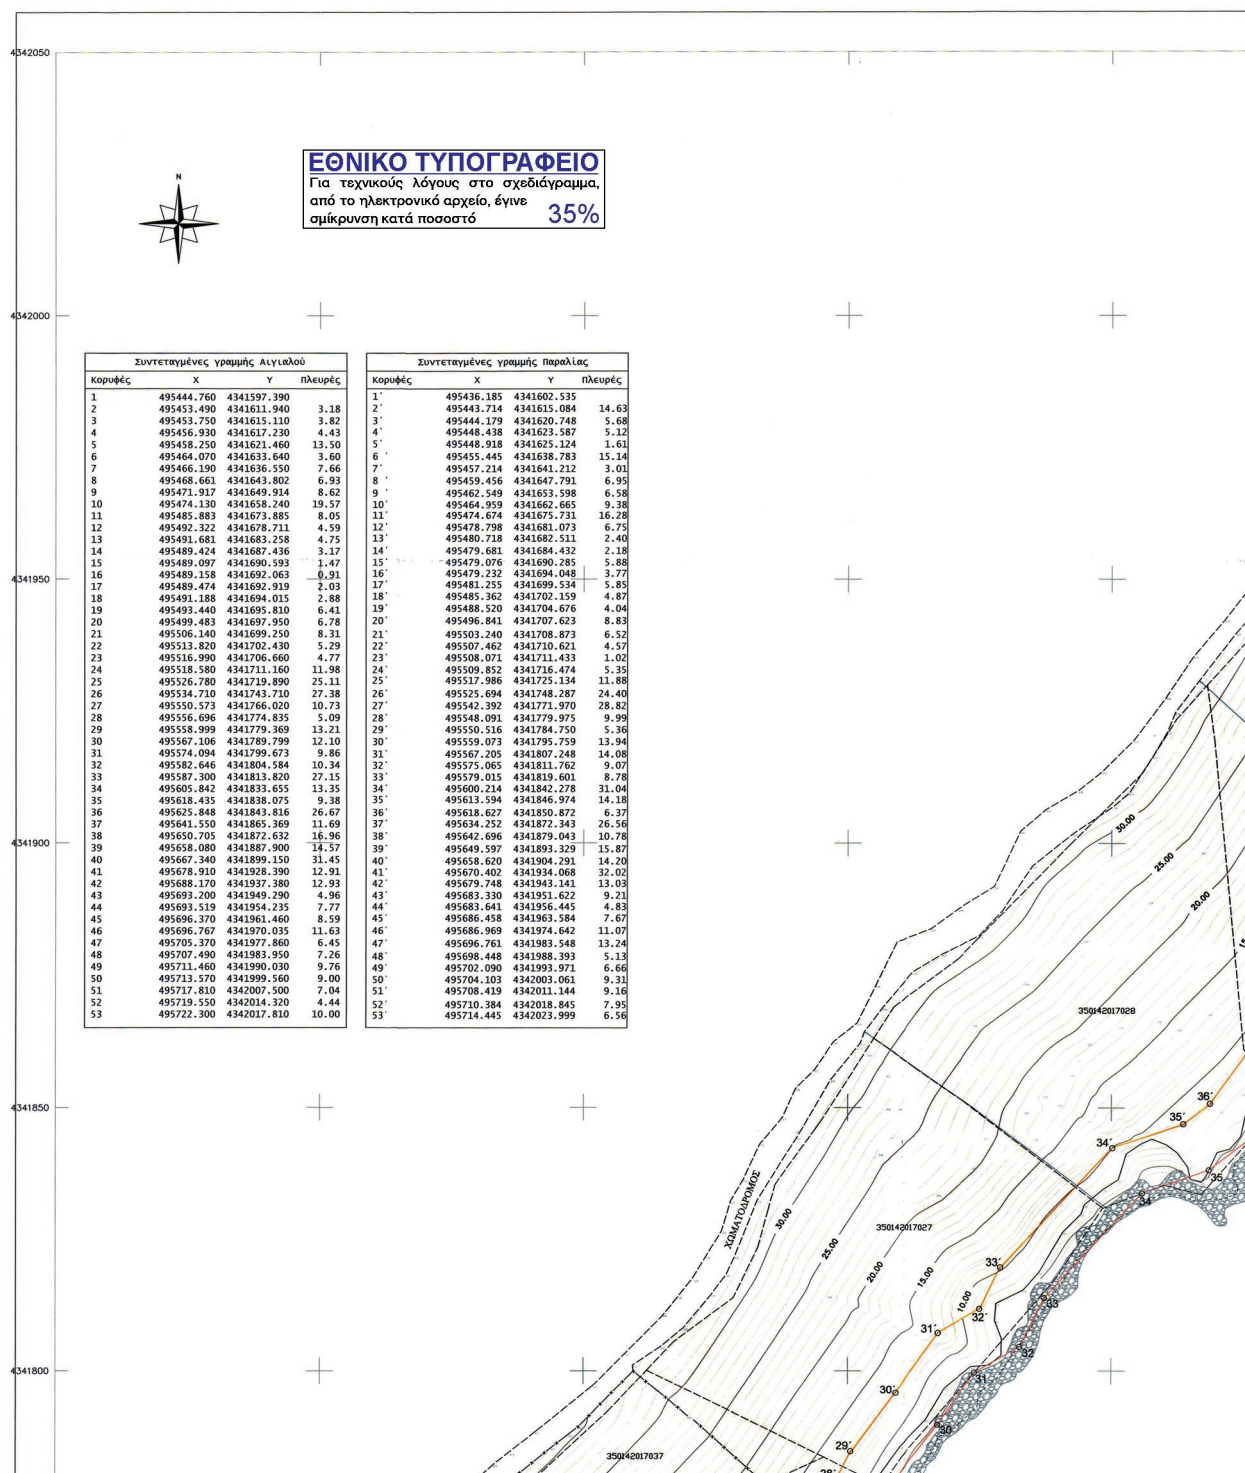 4342050
N
ΕΘΝΙΚΟ ΤΥΠΟΓΡΑΦΕΙΟ
Για τεχνικούς λόγους στο σχεδιάγραμμα,
από το ηλεκτρονικό αρχείο, έγινε
σμίκρυνση κατά ποσοστό 35%
4342000
Συντεταγμένες γραμμής Αιγιαλού
Κορυφές X Y Πλευρές
1 495444.760 4341597.390
2 495453.490 4341611.940 3.18
3 495453.750 4341615.110 3.82
4 495456.930 4341617.230 4.43
5 495458.250 4341621.460 13.50
6 495464.070 4341633.640 3.60
7 495466.190 4341636.550 7.66
8 495468.661 4341643.802 6.93
9 495471.917 4341649.914 8.62
10 495474.130 4341658.240 19.57
11 495485.883 4341673.885 8.05
12 495492.322 4341678.711 4.59
13 495491.681 4341683.258 4.75
14 495489.424 4341687.436 3.17
15 495489.097 4341690.593 1.47
16 495489.158 4341692.063 0.91
17 495489.474 4341692.919 2.03
18 495491.188 4341694.015 2.88
19 495493.440 4341695.810 6.41
20 495499.483 4341697.950 6.78
21 495506.140 4341699.250 8.31
22 495513.820 4341702.430 5.29
23 495516.990 4341706.660 4.77
24 495518.580 4341711.160 11.98
25 495526.780 4341719.890 25.11
26 495534.710 4341743.710 27.38
27 495550.573 4341766.020 10.73
28 495556.696 4341774.835 5.09
29 495558.999 4341779.369 13.21
30 495567.106 4341789.799 12.10
31 495574.094 4341799.673 9.86
32 495582.646 4341804.584 10.34
33 495587.300 4341813.820 27.15
34 495605.842 4341833.655 13.35
35 495618.435 4341838.075 9.38
36 495625.848 4341843.816 26.67
37 495641.550 4341865.369 11.69
38 495650.705 4341872.632 16.96
39 495658.080 4341887.900 14.57
40 495667.340 4341899.150 31.45
41 495678.910 4341928.390 12.91
42 495688.170 4341937.380 12.93
43 495693.200 4341949.290 4.96
44 495693.519 4341954.235 7.77
45 495696.370 4341961.460 8.59
46 495696.767 4341970.035 11.63
47 495705.370 4341977.860 6.45
48 495707.490 4341983.950 7.26
49 495711.460 4341990.030 9.76
50 495713.570 4341999.560 9.00
51 495717.810 4342007.500 7.04
52 495719.550 4342014.320 4.44
53 495722.300 4342017.810 10.00
Συντεταγμένες γραμμής Παραλίας
Κορυφές X Y Πλευρές
1' 495436.185 4341602.535
2' 495443.714 4341615.084 14.63
3' 495444.179 4341620.748 5.68
4' 495448.438 4341623.587 5.12
5' 495448.918 4341625.124 1.61
6' 495455.445 4341638.783 15.14
7' 495457.214 4341641.212 3.01
8' 495459.456 4341647.791 6.95
9' 495462.549 4341653.598 6.58
10' 495464.959 4341662.665 9.38
11' 495474.674 4341675.731 16.28
12' 495478.798 4341681.073 6.75
13' 495480.718 4341682.511 2.40
14' 495479.681 4341684.432 2.18
15' 495479.076 4341690.285 5.88
16' 495479.232 4341694.048 3.77
17' 495481.255 4341699.534 5.85
18' 495485.362 4341702.159 4.87
19' 495488.520 4341704.676 4.04
20' 495496.841 4341707.623 8.83
21' 495503.240 4341708.873 6.52
22' 495507.462 4341710.621 4.57
23' 495508.071 4341711.433 1.02
24' 495509.852 4341716.474 5.35
25' 495517.986 4341725.134 11.88
26' 495525.694 4341748.287 24.40
27' 495542.392 4341771.970 28.82
28' 495548.091 4341779.975 9.99
29' 495550.516 4341784.750 5.36
30' 495559.073 4341795.759 13.94
31' 495567.205 4341807.248 14.08
32' 495575.065 4341811.762 9.07
33' 495579.015 4341819.601 8.78
34' 495600.214 4341842.278 31.04
35' 495613.594 4341846.974 14.18
36' 495618.627 4341850.872 6.37
37' 495634.252 4341872.343 26.56
38' 495642.696 4341879.043 10.78
39' 495649.597 4341893.329 15.87
40' 495658.620 4341904.291 14.20
41' 495670.402 4341934.068 32.02
42' 495679.748 4341943.141 13.03
43' 495683.330 4341951.622 9.21
44' 495683.641 4341956.445 4.83
45' 495686.458 4341963.584 7.67
46' 495686.969 4341974.642 11.07
47' 495696.761 4341983.548 13.24
48' 495698.448 4341988.393 5.13
49' 495702.090 4341993.971 6.66
50' 495704.103 4342003.061 9.31
51' 495708.419 4342011.144 9.16
52' 495710.384 4342018.845 7.95
53' 495714.445 4342023.999 6.56
4341950
4341900
30.00
25.00
20.00
350142017028
4341850
36'
35'
34'
35
34
ΧΩΜΑΤΟΔΡΟΜΟΣ
30.00
350142017027
25.00
20.00
15.00
10.00
33'
33
32'
31'
32
4341800
31
30'
30
29'
28'
350142017037